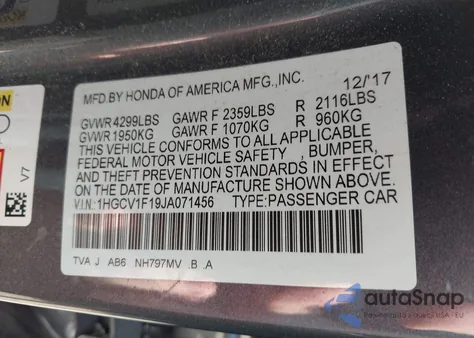 MFD.BY HONDA OF AMERICA MFG.,INC. 12/'17
GVWR 4299LBS GAWR F 2359LBS R 2116LBS
GVWR 1950KG GAWR F 1070KG R 960KG
THIS VEHICLE CONFORMS TO ALL APPLICABLE
FEDERAL MOTOR VEHICLE SAFETY , BUMPER,
AND THEFT PREVENTION STANDARDS IN EFFECT
ON THE DATE OF MANUFACTURE SHOWN ABOVE.
V.I.N: 1HGCV1F19JA071456 TYPE:PASSENGER CAR
TVA J AB6 NH797MV .B .A
V7
autoSnap